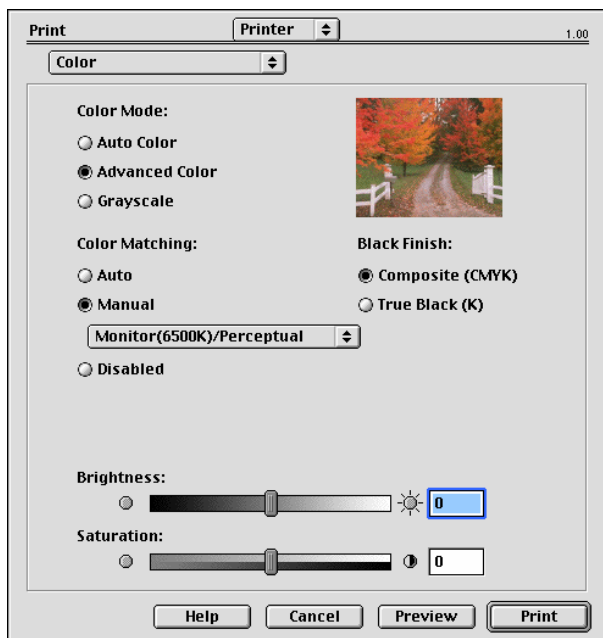 Print
Printer
1.00
Color
Color Mode:
Auto Color
Advanced Color
Grayscale
Color Matching:
Black Finish:
Auto
Composite (CMYK)
Manual
True Black (K)
Monitor(6500K)/Perceptual
Disabled
Brightness:
0
Saturation:
0
Help
Cancel
Preview
Print